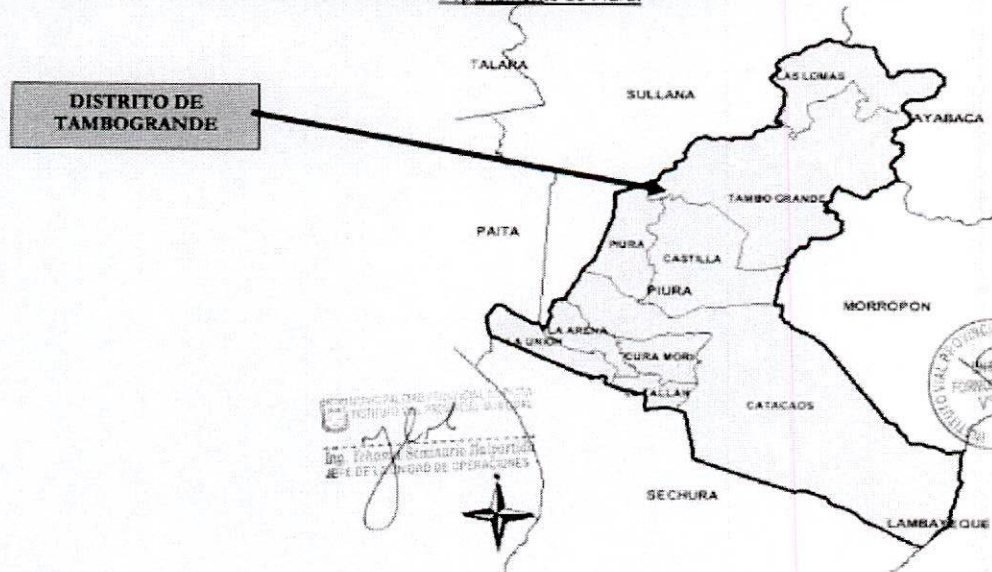 DISTRITO DE
TAMBOGRANDE
TALARA
SULLANA
LAS LOMAS
AYABACA
TAMBO GRANDE
PAITA
PIURA
CASTILLA
PIURA
MORROPON
LA ARENA
LA UNION
CURA MORI
CATACAOS
Ing.
JEFE DE LA UNIDAD DE OPERACIONES
SECHURA
LAMBAYEQUE